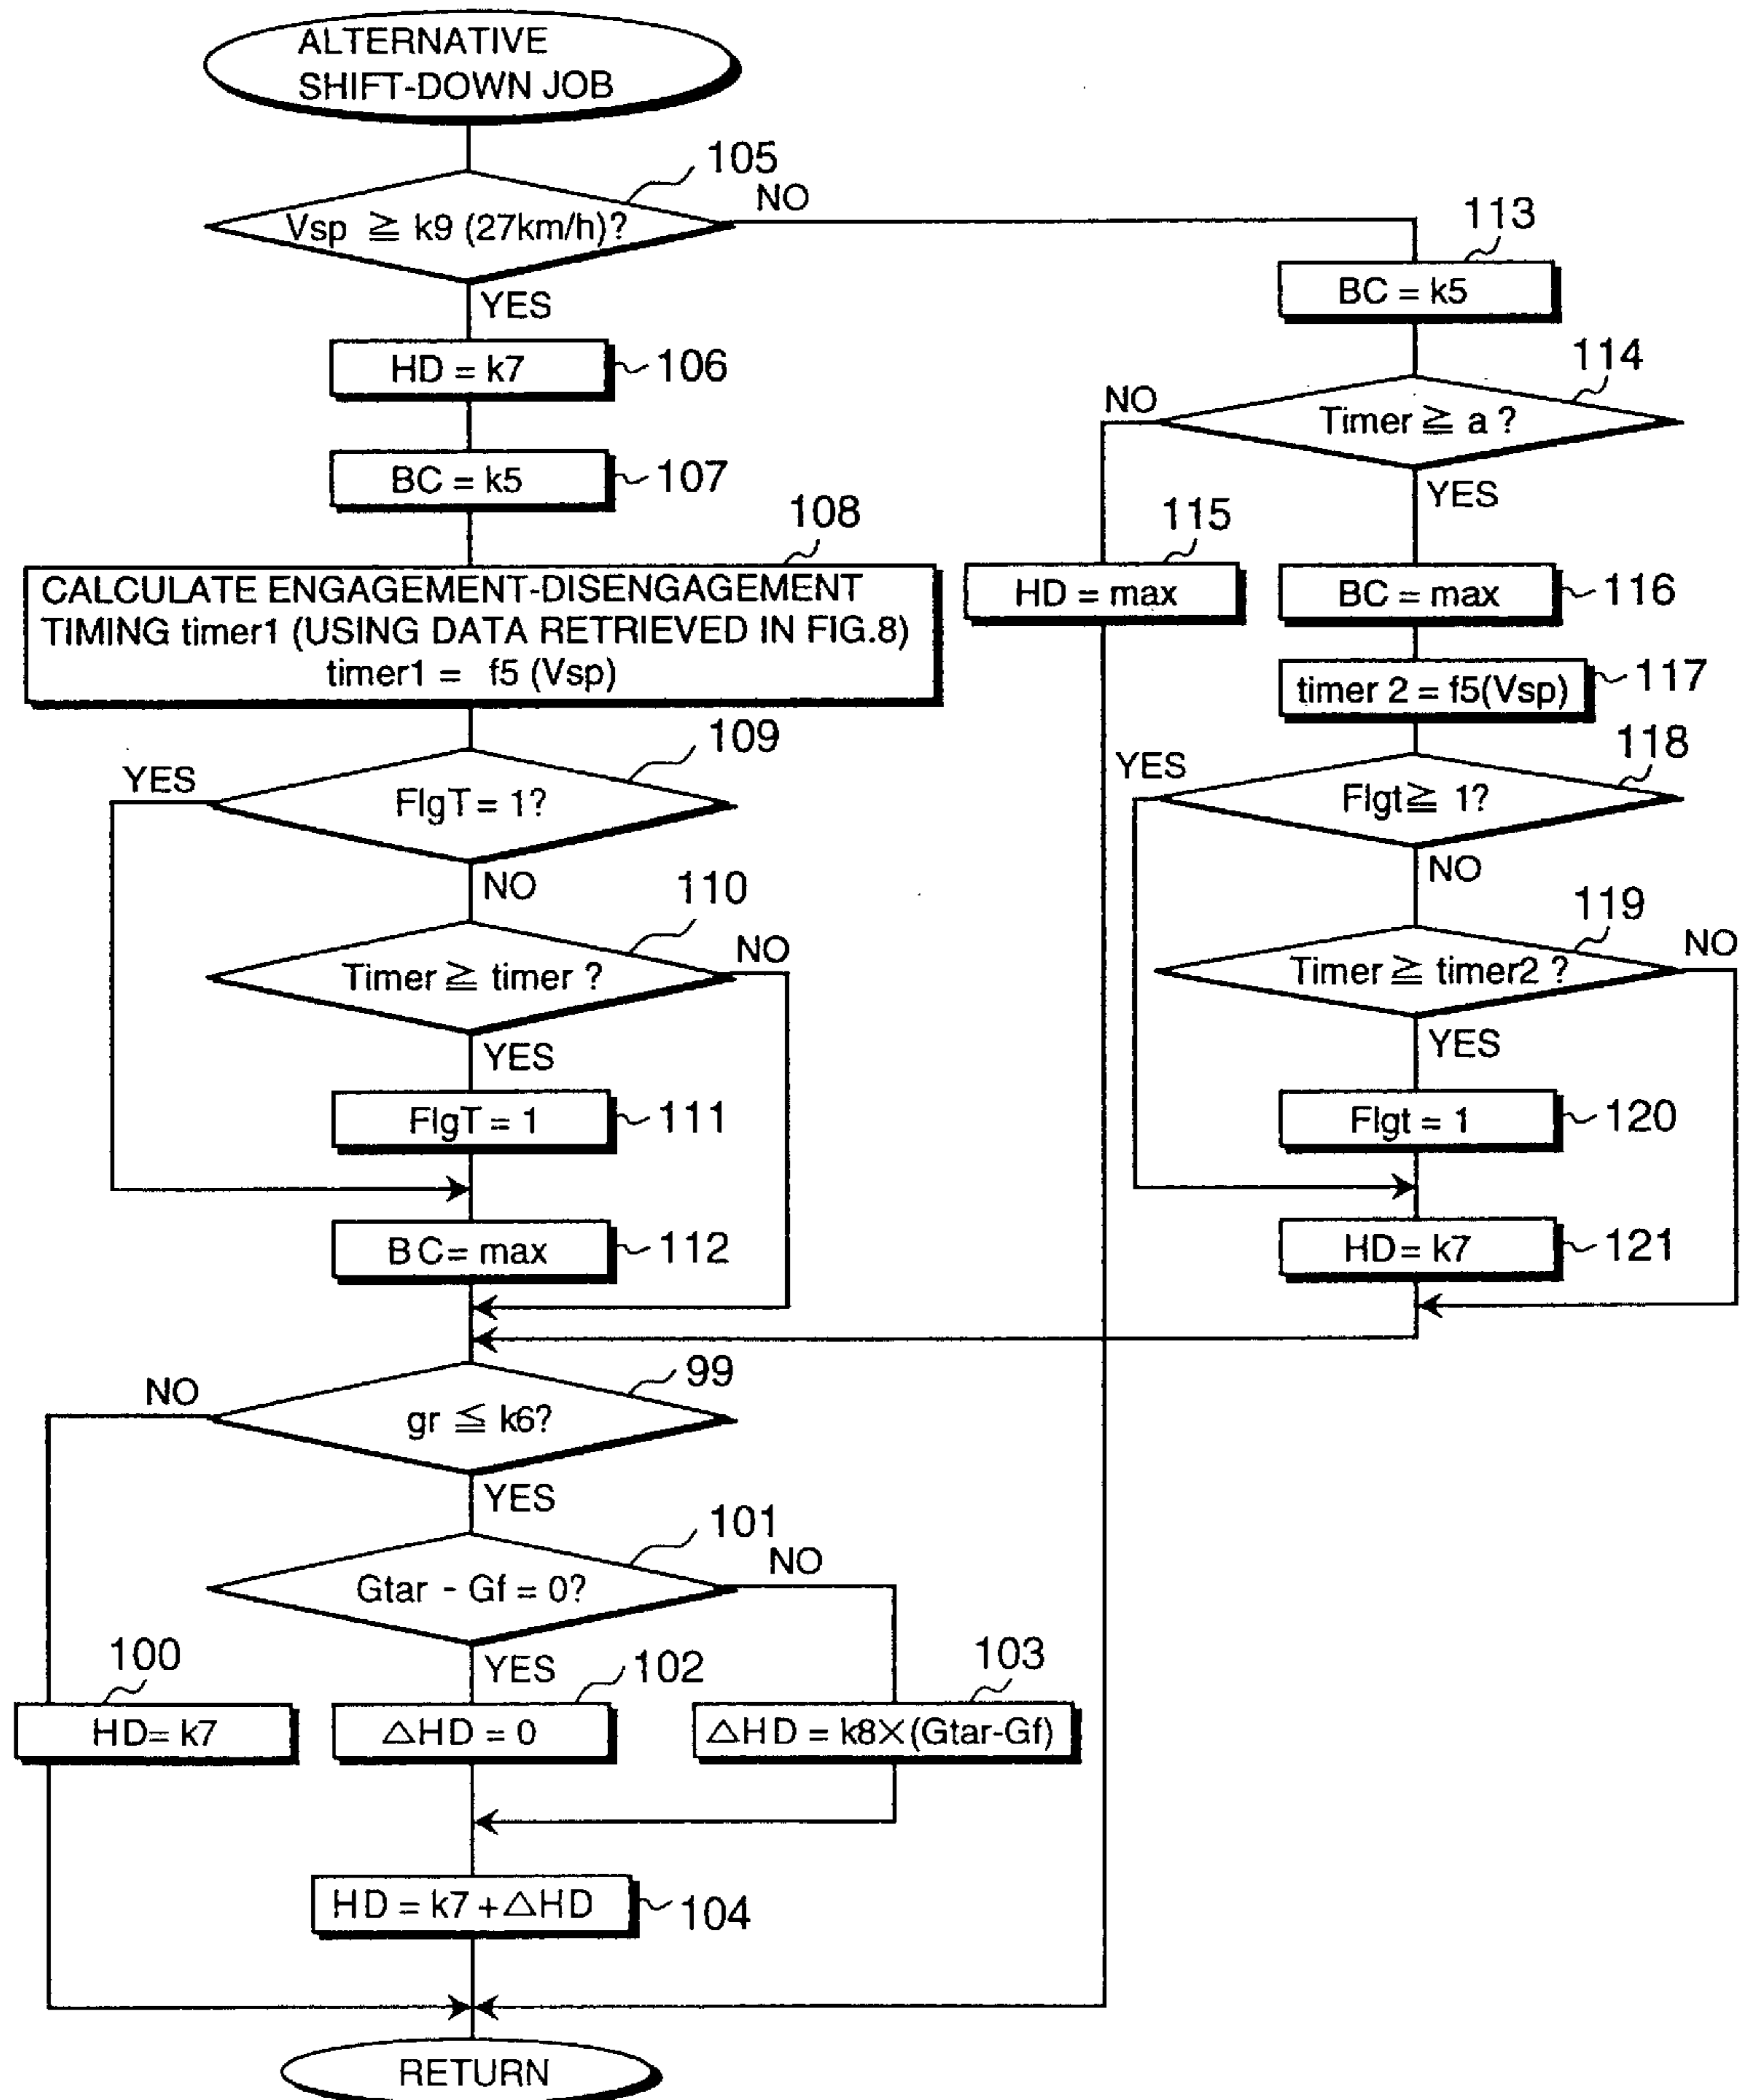 ALTERNATIVE
SHIFT-DOWN JOB
105
Vsp ≧ k9 (27km/h)?
NO
YES
HD = k7
106
BC = k5
107
108
CALCULATE ENGAGEMENT-DISENGAGEMENT
TIMING timer1 (USING DATA RETRIEVED IN FIG.8)
timer1 = f5 (Vsp)
109
YES
FlgT = 1?
NO
110
Timer ≧ timer ?
NO
YES
FlgT = 1
111
BC= max
112
113
BC = k5
114
NO
Timer ≧ a ?
YES
115
HD = max
BC = max
116
timer 2 = f5(Vsp)
117
118
YES
Flgt≧ 1?
NO
119
Timer ≧ timer2 ?
NO
YES
Flgt = 1
120
HD= k7
121
99
NO
gr ≦ k6?
YES
101
Gtar - Gf = 0?
NO
YES
100
HD= k7
102
△HD = 0
103
△HD = k8×(Gtar-Gf)
HD = k7 +△HD
104
RETURN